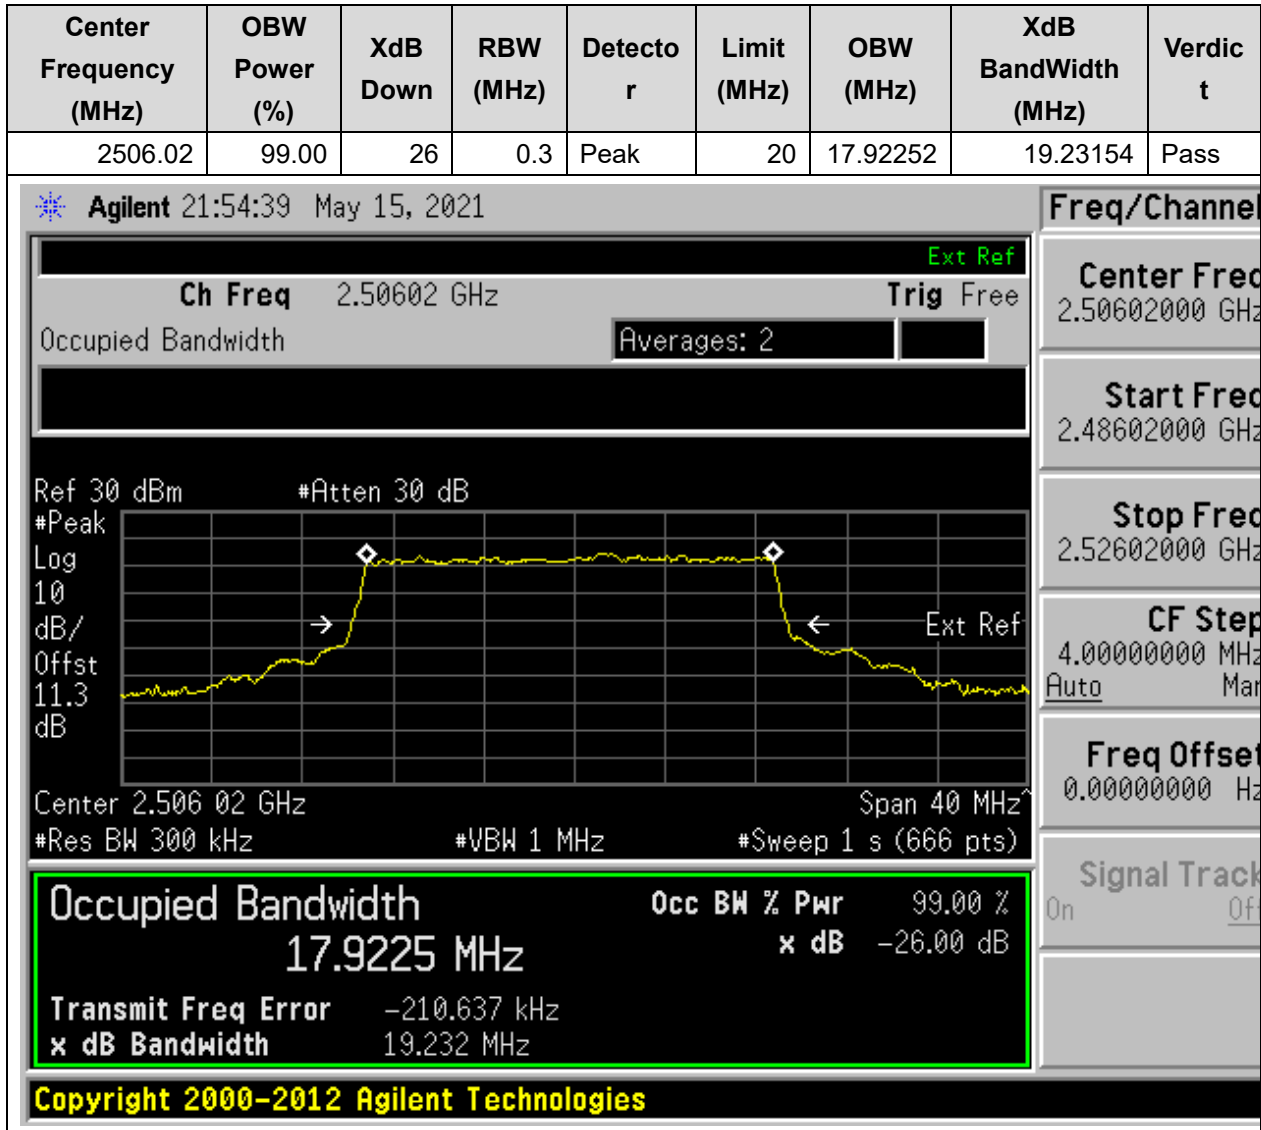 Center Frequency (MHz) OBW Power (%) XdB Down RBW (MHz) Detecto r Limit (MHz) OBW (MHz) XdB BandWidth (MHz) Verdic t
2506.02 99.00 26 0.3 Peak 20 17.92252 19.23154 Pass
Agilent 21:54:39 May 15, 2021
Ext Ref
Ch Freq 2.50602 GHz Trig Free
Occupied Bandwidth Averages: 2
Ref 30 dBm #Atten 30 dB
#Peak
Log
10
dB/
Offst
11.3
dB
Ext Ref
Center 2.506 02 GHz Span 40 MHz^
#Res BW 300 kHz #VBW 1 MHz #Sweep 1 s (666 pts)
Occupied Bandwidth
17.9225 MHz
Occ BW % Pwr 99.00 %
x dB -26.00 dB
Transmit Freq Error -210.637 kHz
x dB Bandwidth 19.232 MHz
Copyright 2000-2012 Agilent Technologies
Freq/Channel
Center Freq
2.50602000 GHz
Start Freq
2.48602000 GHz
Stop Freq
2.52602000 GHz
CF Step
4.00000000 MHz
Auto Man
Freq Offset
0.00000000 Hz
Signal Track
On Off